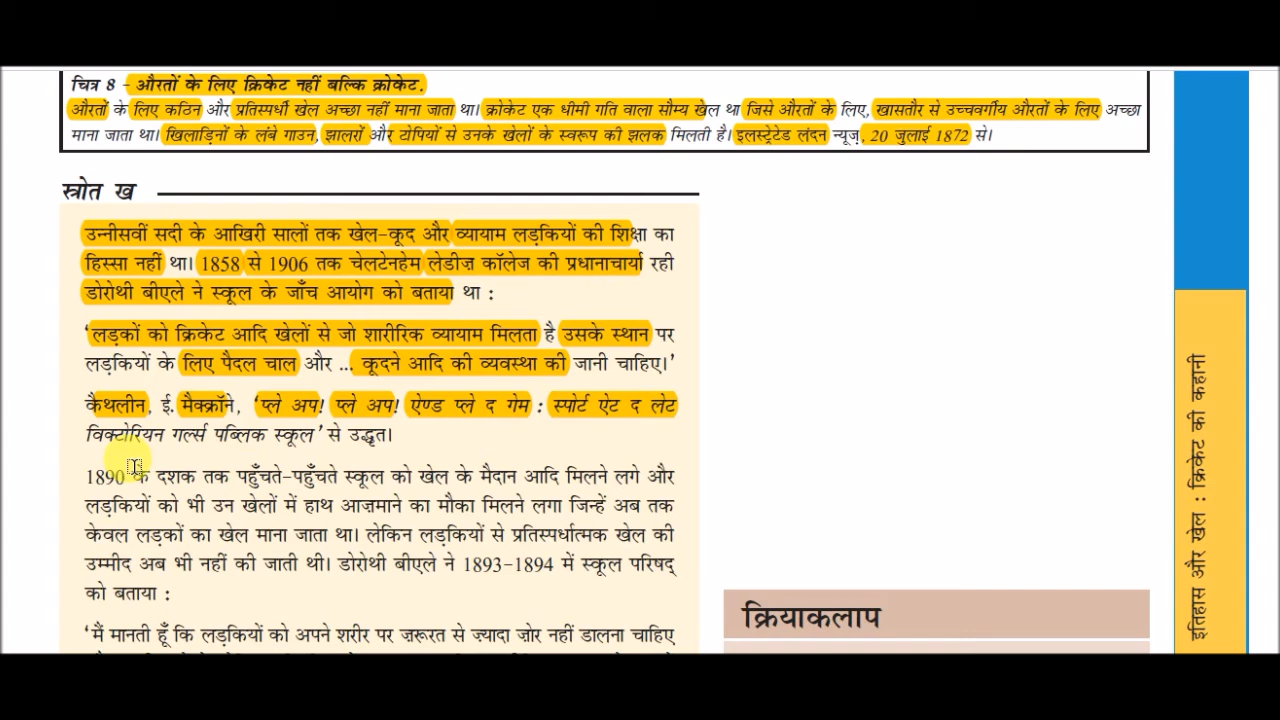 चित्र 8 – औरतों के लिए क्रिकेट नहीं बल्कि क्रोकेट.
औरतों के लिए कठिन और प्रतिस्पर्धी खेल अच्छा नहीं माना जाता था। क्रोकेट एक धीमी गति वाला सौम्य खेल था जिसे औरतों के लिए, खासतौर से उच्चवर्गीय औरतों के लिए अच्छा
माना जाता था। खिलाड़िनों के लंबे गाउन, झालरों और टोपियों से उनके खेलों के स्वरूप की झलक मिलती है। इलस्ट्रेटेड लंदन न्यूज़, 20 जुलाई 1872 से।
स्रोत ख
उन्नीसवीं सदी के आखिरी सालों तक खेल-कूद और व्यायाम लड़कियों की शिक्षा का
हिस्सा नहीं था। 1858 से 1906 तक चेलटेनहेम लेडीज़ कॉलेज की प्रधानाचार्या रही
डोरोथी बीएले ने स्कूल के जाँच आयोग को बताया था :
‘लड़कों को क्रिकेट आदि खेलों से जो शारीरिक व्यायाम मिलता है उसके स्थान पर
लड़कियों के लिए पैदल चाल और ... कूदने आदि की व्यवस्था की जानी चाहिए।’
कैथलीन, ई. मैक्क्रॉने, ‘प्ले अप! प्ले अप! ऐण्ड प्ले द गेम : स्पोर्ट ऐट द लेट
विक्टोरियन गर्ल्स पब्लिक स्कूल’ से उद्धृत।
1890 के दशक तक पहुँचते-पहुँचते स्कूल को खेल के मैदान आदि मिलने लगे और
लड़कियों को भी उन खेलों में हाथ आज़माने का मौका मिलने लगा जिन्हें अब तक
केवल लड़कों का खेल माना जाता था। लेकिन लड़कियों से प्रतिस्पर्धात्मक खेल की
उम्मीद अब भी नहीं की जाती थी। डोरोथी बीएले ने 1893-1894 में स्कूल परिषद्
को बताया :
‘मैं मानती हूँ कि लड़कियों को अपने शरीर पर ज़रूरत से ज़्यादा ज़ोर नहीं डालना चाहिए
क्रियाकलाप
इतिहास और खेल : क्रिकेट की कहानी